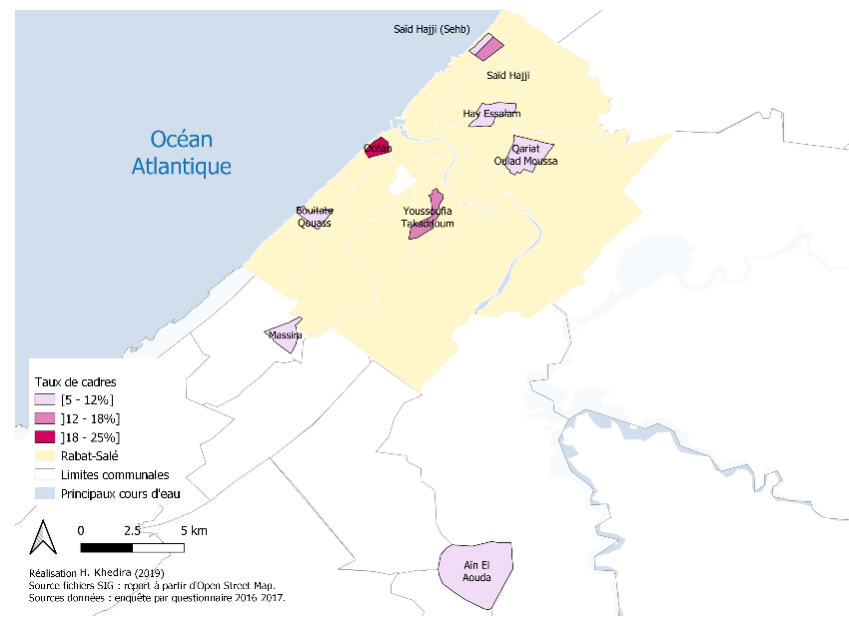 Saïd Hajji (Sehb)
Saïd Hajji
Hay Essalam
Océan
Qariat
Oulad Moussa
Océan
Atlantique
Bouitate
Qouass
Youssoufia
Takaddoum
Massira
Taux de cadres
[5 - 12%]
]12 - 18%]
]18 - 25%]
Rabat-Salé
Limites communales
Principaux cours d'eau
0 2.5 5 km
Réalisation H. Khedira (2019)
Source fichiers SIG : report à partir d'Open Street Map.
Sources données : enquête par questionnaire 2016 2017.
Aïn El
Aouda